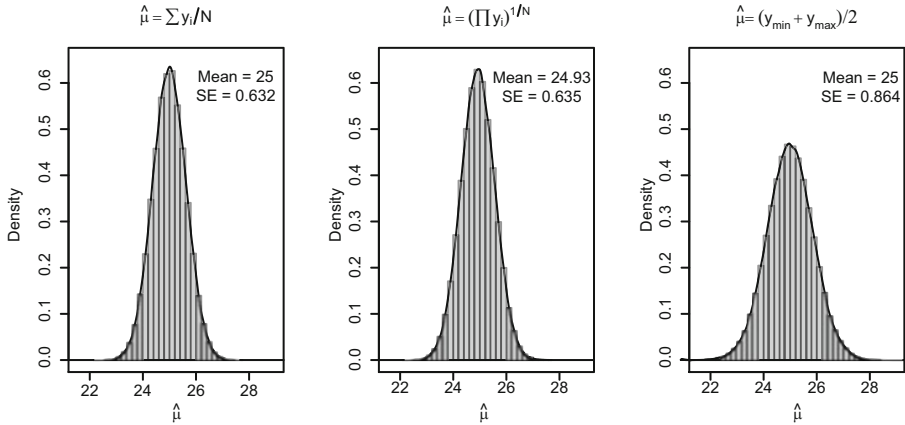 μ̂ = ∑ yᵢ/N
Mean = 25
SE = 0.632
Density
0.0 0.1 0.2 0.3 0.4 0.5 0.6
22 24 26 28
μ̂
μ̂ = (∏ yᵢ)^1/N
Mean = 24.93
SE = 0.635
Density
0.0 0.1 0.2 0.3 0.4 0.5 0.6
22 24 26 28
μ̂
μ̂ = (y_min + y_max)/2
Mean = 25
SE = 0.864
Density
0.0 0.1 0.2 0.3 0.4 0.5 0.6
22 24 26 28
μ̂